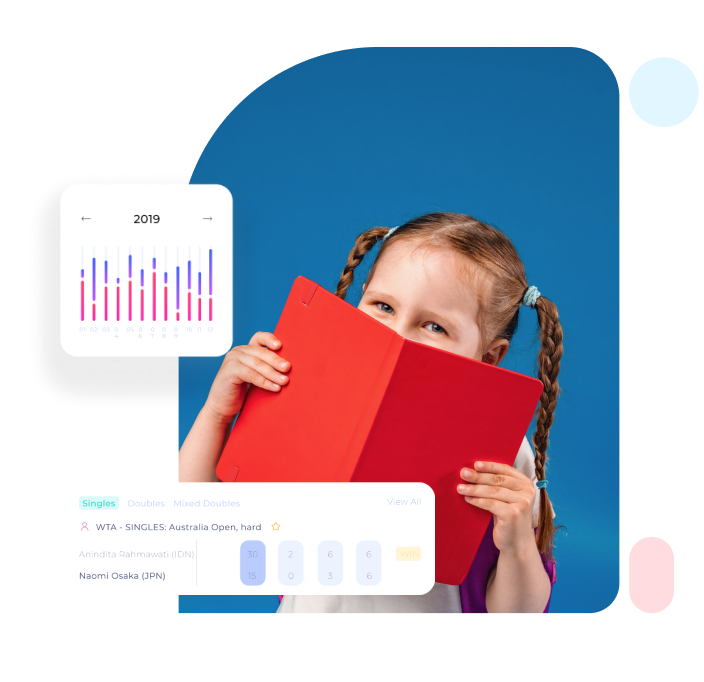 2019
01 02 03 04 05 06 07 08 09 10 11 12
Singles Doubles Mixed Doubles View All
WTA - SINGLES: Australia Open, hard
Anindita Rahmawati (IDN) 30 2 6 6 WIN
Naomi Osaka (JPN) 15 0 3 6